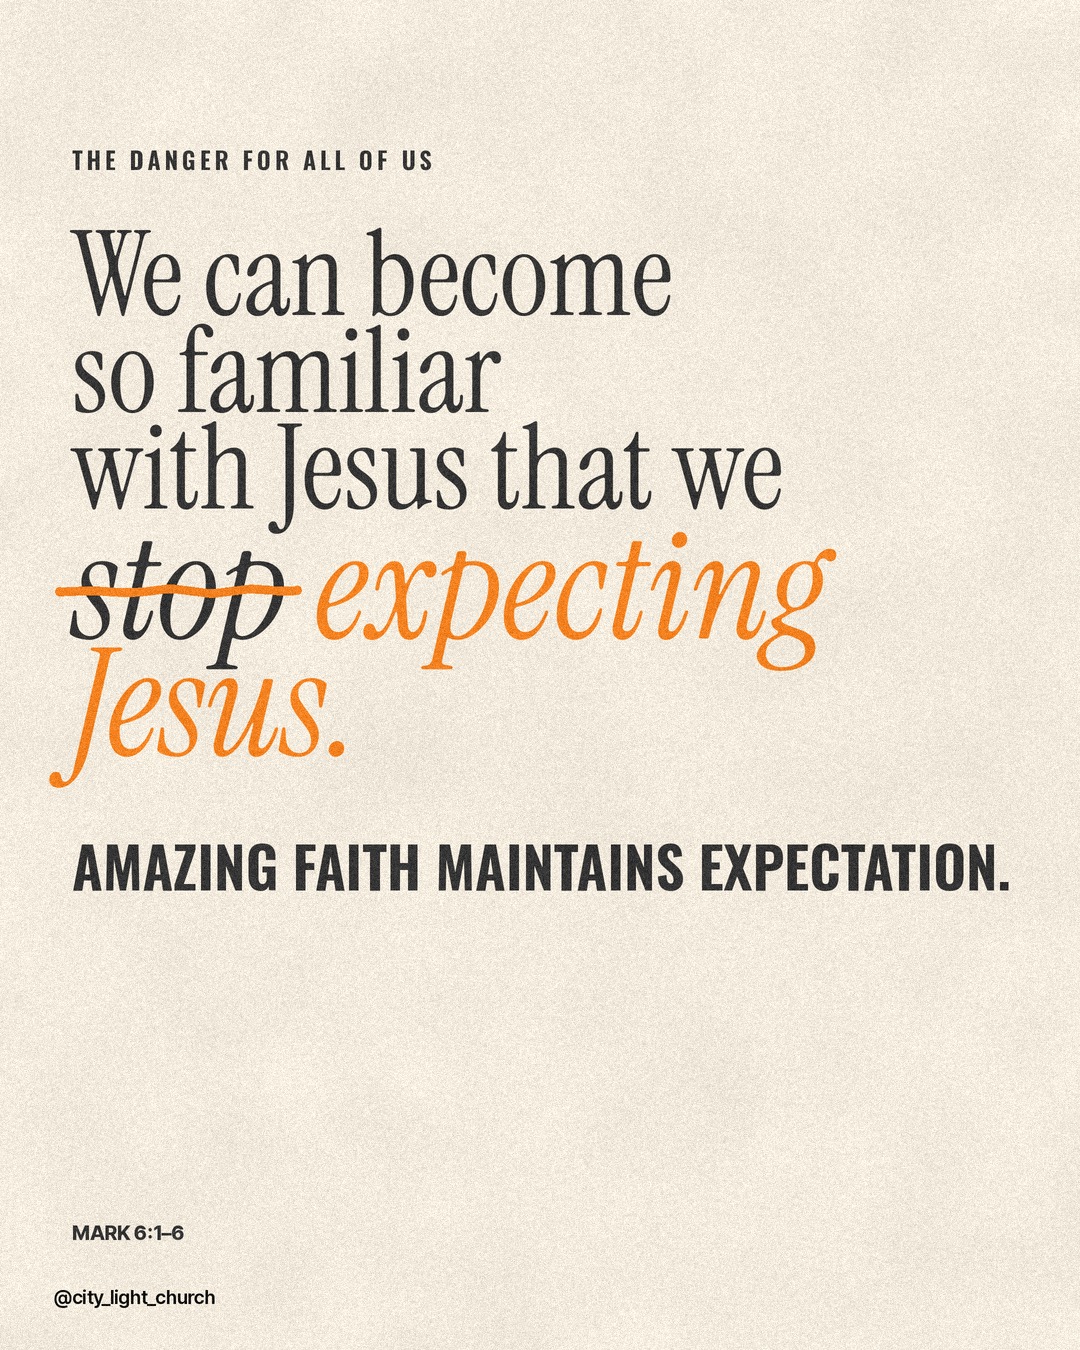 THE DANGER FOR ALL OF US
We can become
so familiar
with Jesus that we
stop expecting
Jesus.
AMAZING FAITH MAINTAINS EXPECTATION.
MARK 6:1–6
@city_light_church